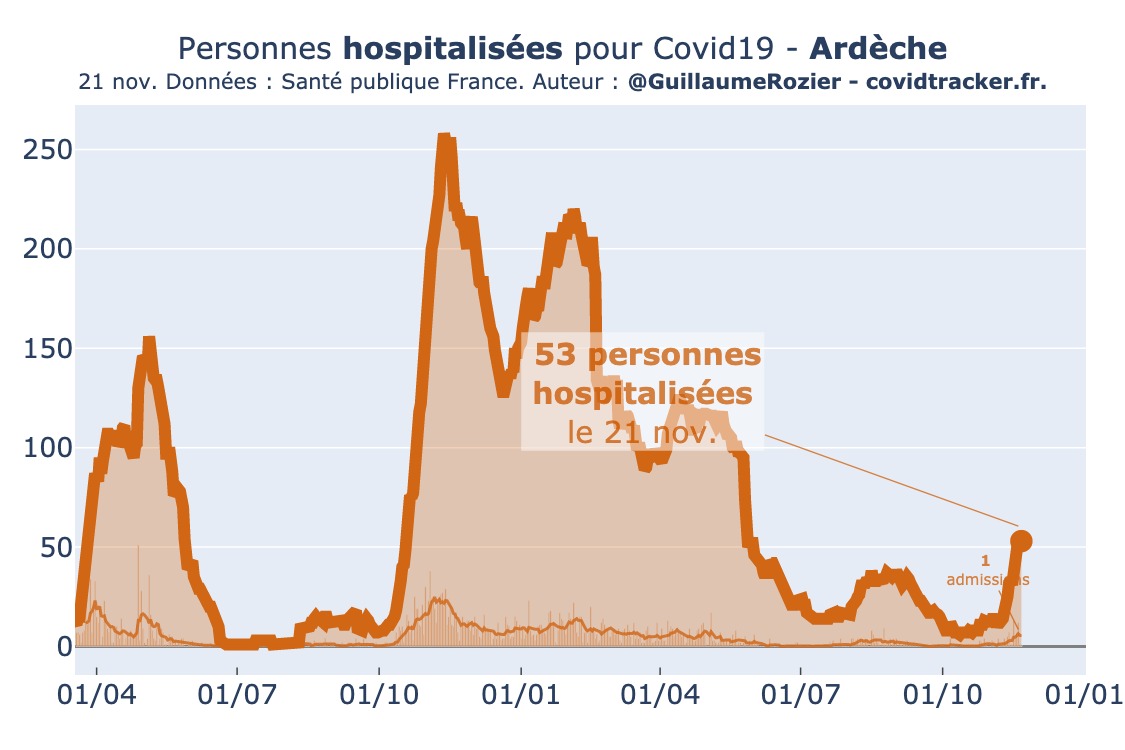 Personnes hospitalisées pour Covid19 - Ardèche
21 nov. Données : Santé publique France. Auteur : @GuillaumeRozier - covidtracker.fr.
250
200
150
100
50
0
53 personnes
hospitalisées
le 21 nov.
1
admissions
01/04 01/07 01/10 01/01 01/04 01/07 01/10 01/01